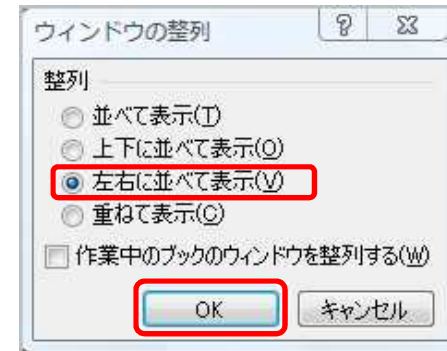 ウィンドウの整列
整列
並べて表示(T)
上下に並べて表示(O)
左右に並べて表示(V)
重ねて表示(C)
作業中のブックのウィンドウを整列する(W)
OK
キャンセル